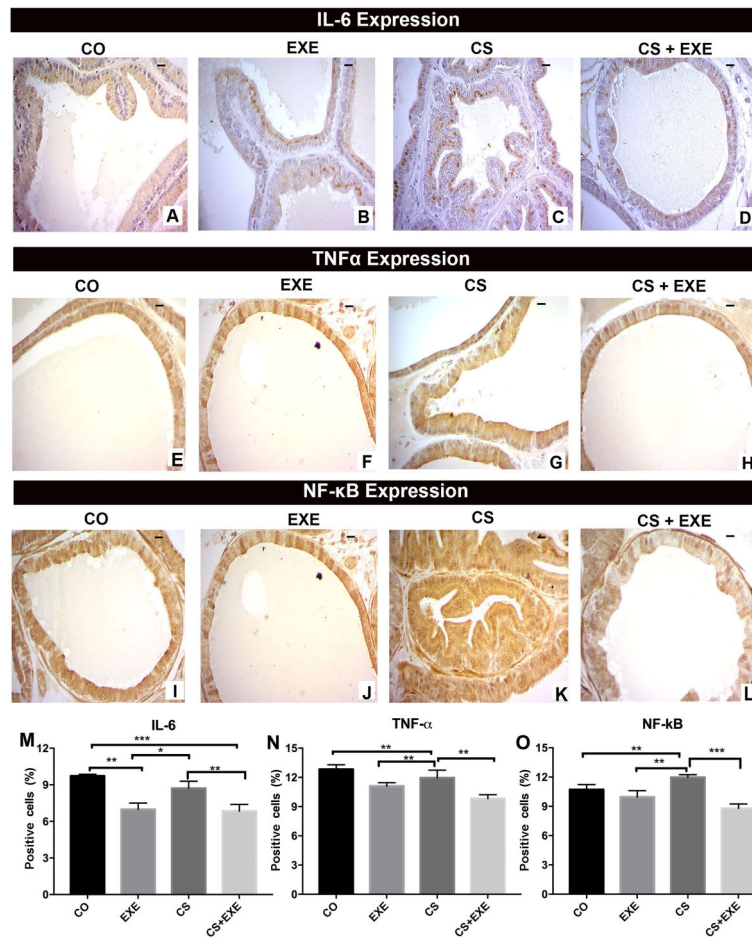 IL-6 Expression
CO EXE CS CS + EXE
A B C D
TNFα Expression
CO EXE CS CS + EXE
E F G H
NF-κB Expression
CO EXE CS CS + EXE
I J K L
M IL-6
***
** * **
Positive cells (%)
12
9
6
3
0
CO EXE CS CS+EXE
N TNF-α
** **
**
Positive cells (%)
15
12
9
6
3
0
CO EXE CS CS+EXE
O NF-kB
** ***
**
Positive cells (%)
15
12
9
6
3
0
CO EXE CS CS+EXE